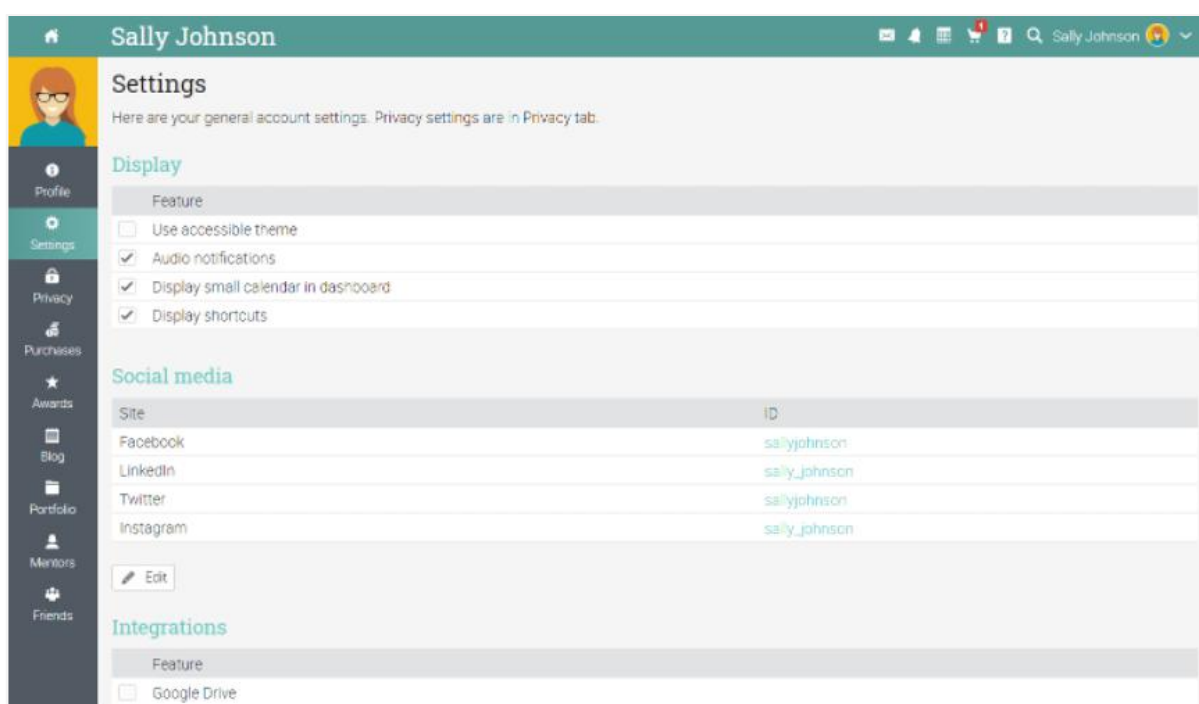 Sally Johnson
1
Sally Johnson
Settings
Here are your general account settings. Privacy settings are in Privacy tab.
Profile
Settings
Privacy
Purchases
Awards
Blog
Portfolio
Mentors
Friends
Display
Feature
Use accessible theme
Audio notifications
Display small calendar in dashboard
Display shortcuts
Social media
Site ID
Facebook sallyjohnson
LinkedIn sally_johnson
Twitter sallyjohnson
Instagram sally_johnson
Edit
Integrations
Feature
Google Drive